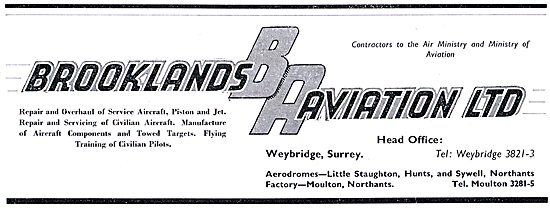 BROOKLANDS
BA
AVIATION LTD
Contractors to the Air Ministry and Ministry of
Aviation
Repair and Overhaul of Service Aircraft, Piston and Jet.
Repair and Servicing of Civilian Aircraft. Manufacture
of Aircraft Components and Towed Targets. Flying
Training of Civilian Pilots.
Head Office:
Weybridge, Surrey. Tel: Weybridge 3821-3
Aerodromes—Little Staughton, Hunts, and Sywell, Northants
Factory—Moulton, Northants. Tel. Moulton 3281-5